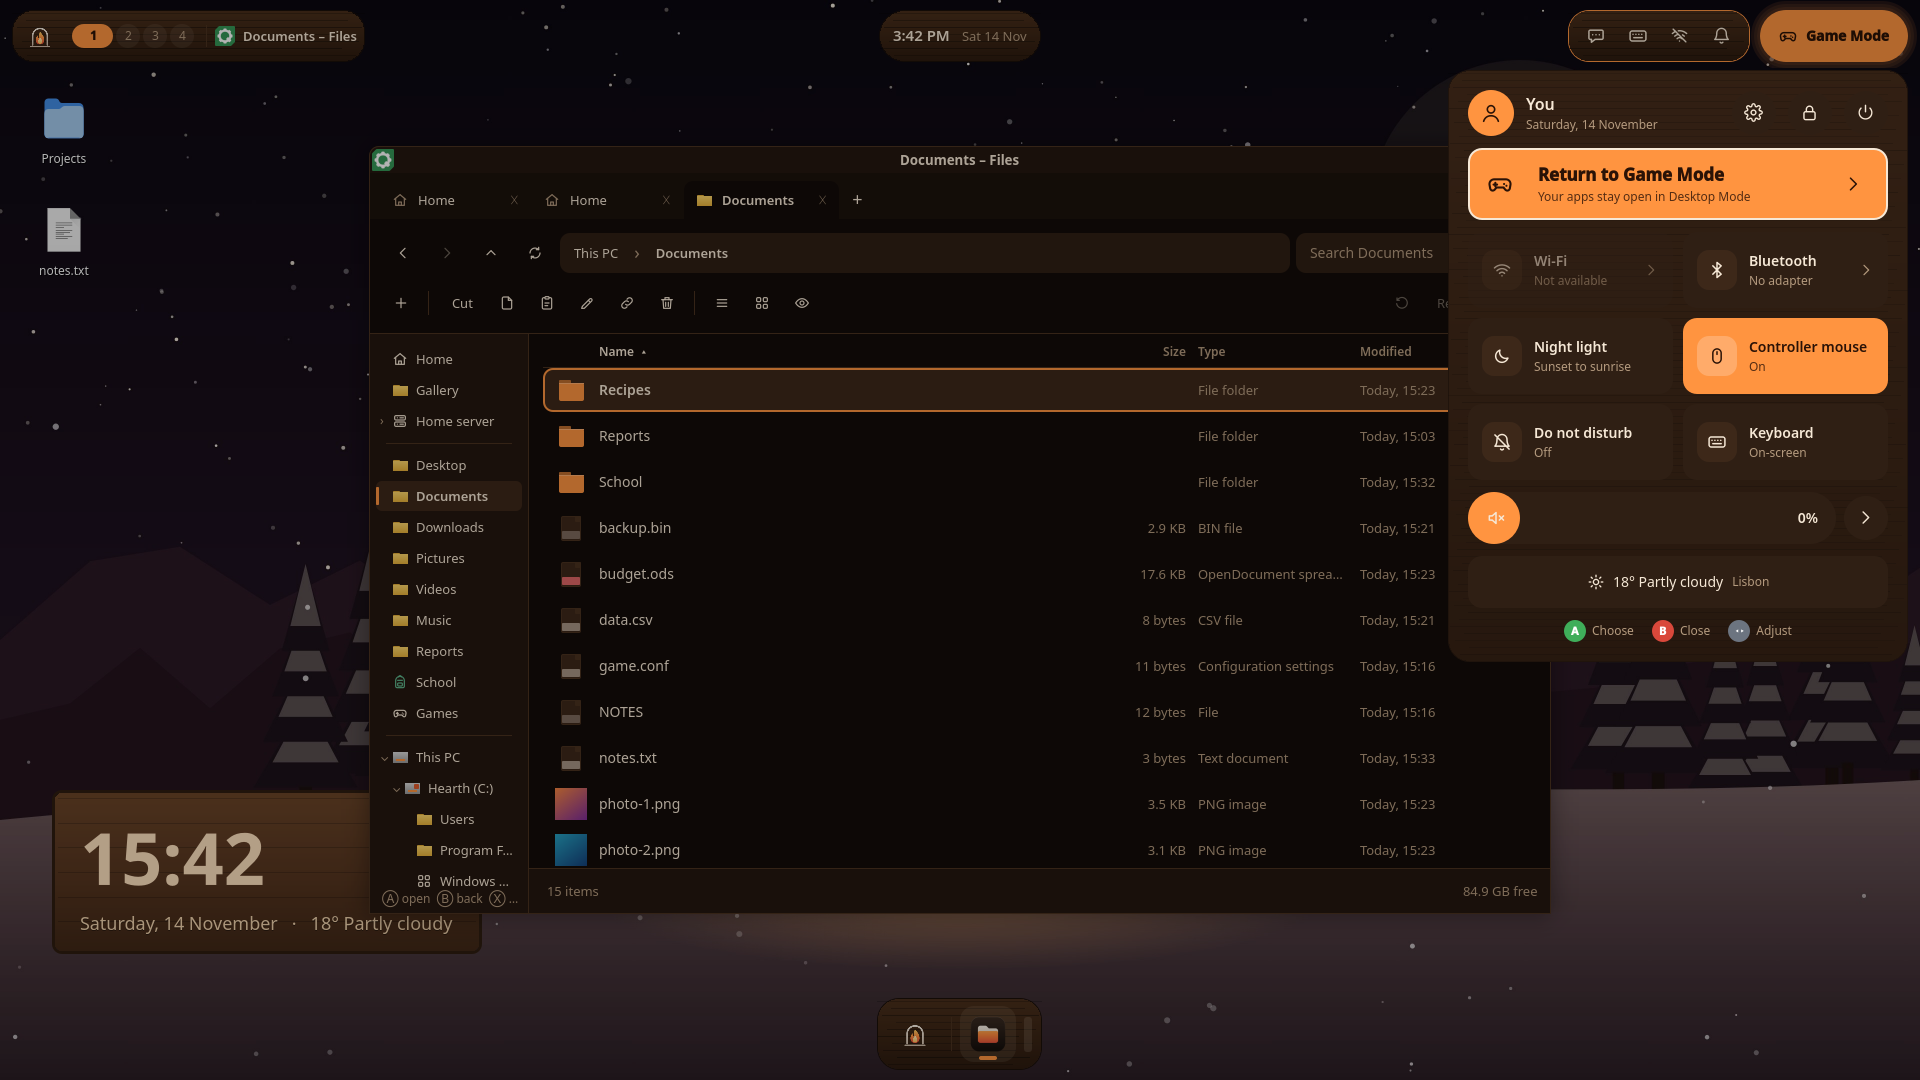 1 2 3 4 Documents – Files
3:42 PM Sat 14 Nov
Game Mode
Projects
notes.txt
Documents – Files
Home X Home X Documents X +
This PC › Documents
Search Documents
Cut
Home
Gallery
Home server
Desktop
Documents
Downloads
Pictures
Videos
Music
Reports
School
Games
This PC
Hearth (C:)
Users
Program F...
Windows ...
A open B back X ...
Name Size Type Modified
Recipes File folder Today, 15:23
Reports File folder Today, 15:03
School File folder Today, 15:32
backup.bin 2.9 KB BIN file Today, 15:21
budget.ods 17.6 KB OpenDocument sprea... Today, 15:23
data.csv 8 bytes CSV file Today, 15:21
game.conf 11 bytes Configuration settings Today, 15:16
NOTES 12 bytes File Today, 15:16
notes.txt 3 bytes Text document Today, 15:33
photo-1.png 3.5 KB PNG image Today, 15:23
photo-2.png 3.1 KB PNG image Today, 15:23
15 items 84.9 GB free
You
Saturday, 14 November
Return to Game Mode
Your apps stay open in Desktop Mode
Wi-Fi
Not available
Bluetooth
No adapter
Night light
Sunset to sunrise
Controller mouse
On
Do not disturb
Off
Keyboard
On-screen
0%
18° Partly cloudy Lisbon
A Choose B Close Adjust
15:42
Saturday, 14 November · 18° Partly cloudy